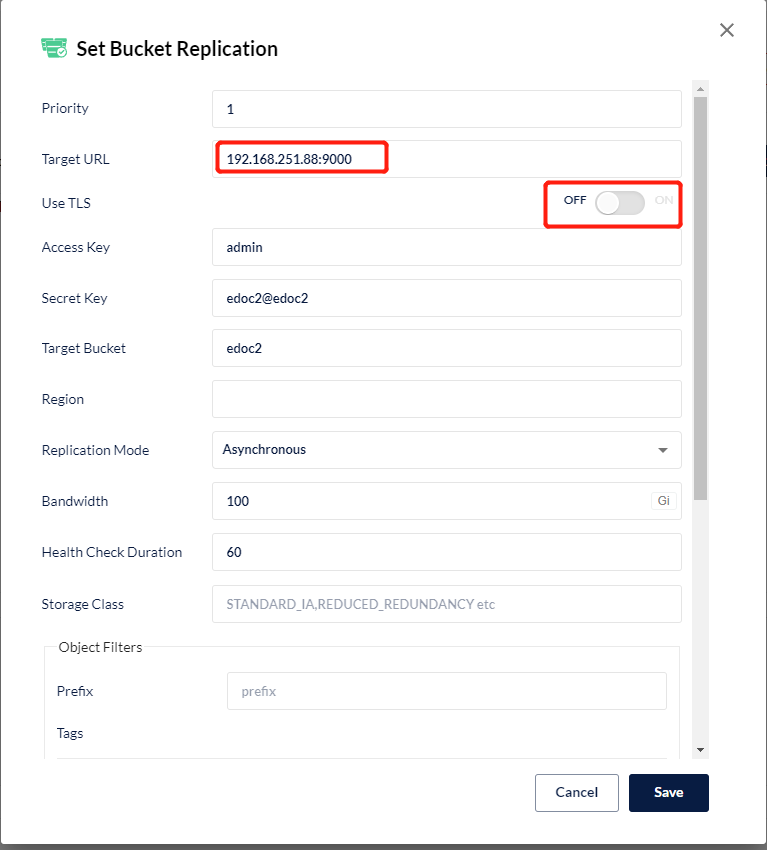 Set Bucket Replication
Priority 1
Target URL 192.168.251.88:9000
Use TLS OFF ON
Access Key admin
Secret Key edoc2@edoc2
Target Bucket edoc2
Region
Replication Mode Asynchronous
Bandwidth 100 Gi
Health Check Duration 60
Storage Class STANDARD_IA,REDUCED_REDUNDANCY etc
Object Filters
Prefix prefix
Tags
Cancel Save